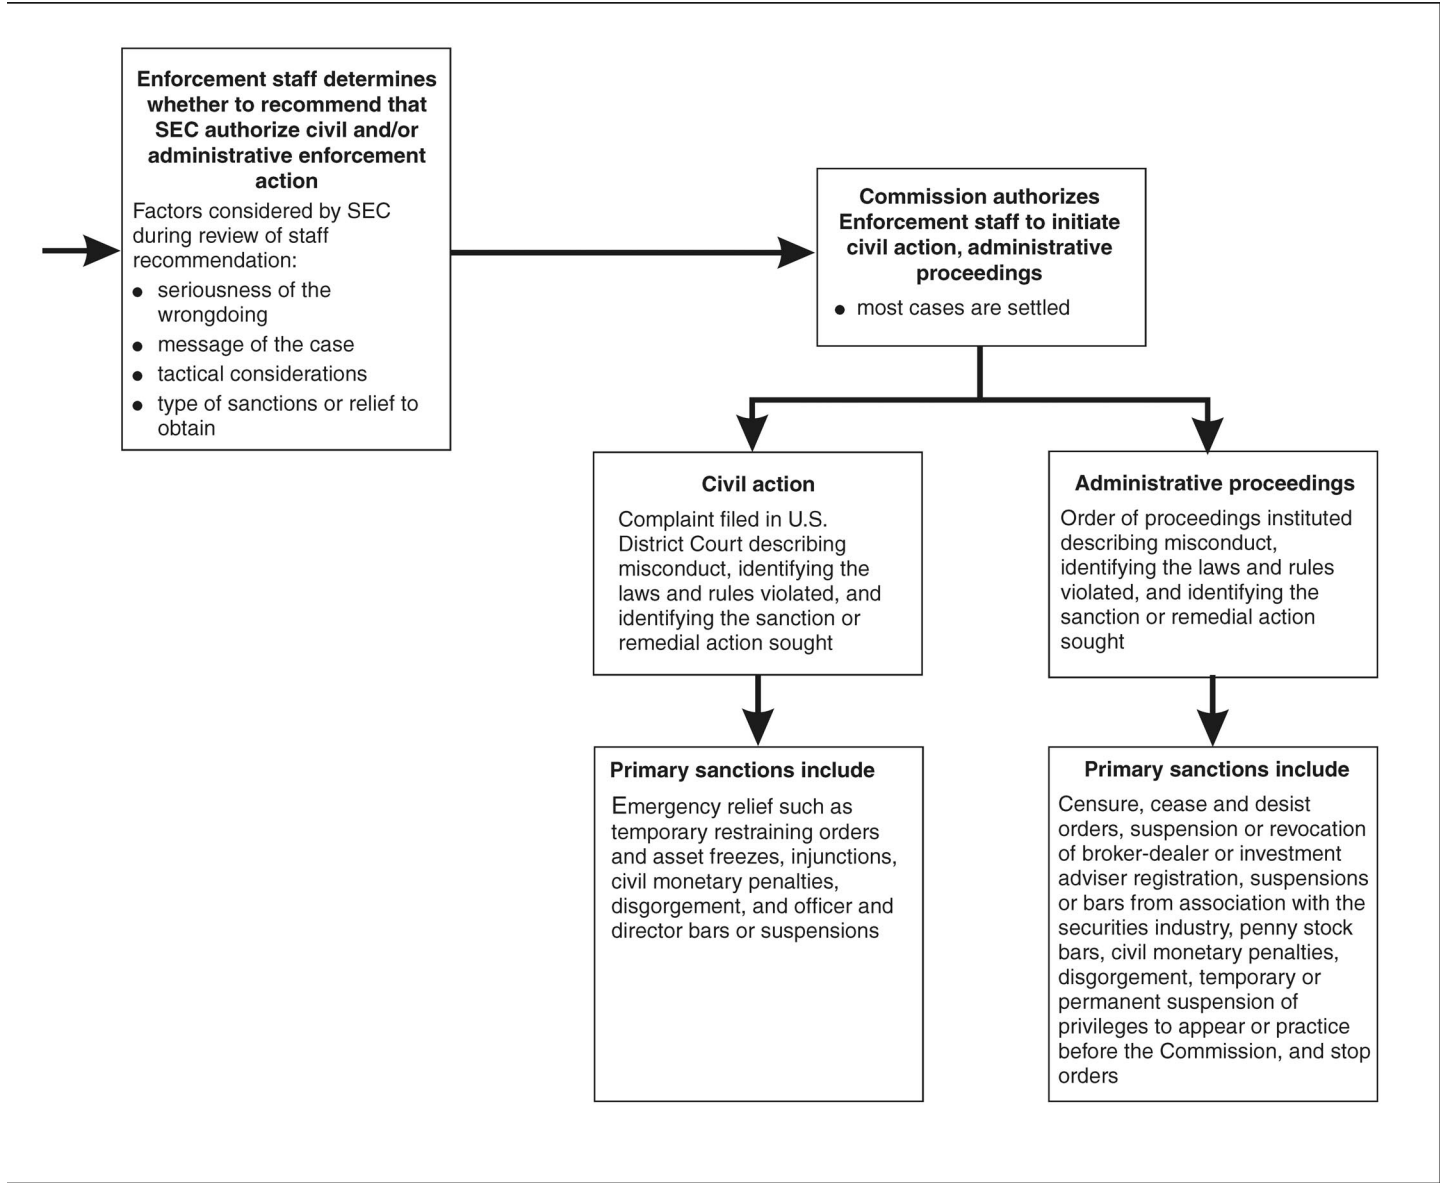 Enforcement staff determines
whether to recommend that
SEC authorize civil and/or
administrative enforcement
action
Factors considered by SEC
during review of staff
recommendation:
● seriousness of the
wrongdoing
● message of the case
● tactical considerations
● type of sanctions or relief to
obtain
Commission authorizes
Enforcement staff to initiate
civil action, administrative
proceedings
● most cases are settled
Civil action
Complaint filed in U.S.
District Court describing
misconduct, identifying the
laws and rules violated, and
identifying the sanction or
remedial action sought
Administrative proceedings
Order of proceedings instituted
describing misconduct,
identifying the laws and rules
violated, and identifying the
sanction or remedial action
sought
Primary sanctions include
Emergency relief such as
temporary restraining orders
and asset freezes, injunctions,
civil monetary penalties,
disgorgement, and officer and
director bars or suspensions
Primary sanctions include
Censure, cease and desist
orders, suspension or revocation
of broker-dealer or investment
adviser registration, suspensions
or bars from association with the
securities industry, penny stock
bars, civil monetary penalties,
disgorgement, temporary or
permanent suspension of
privileges to appear or practice
before the Commission, and stop
orders